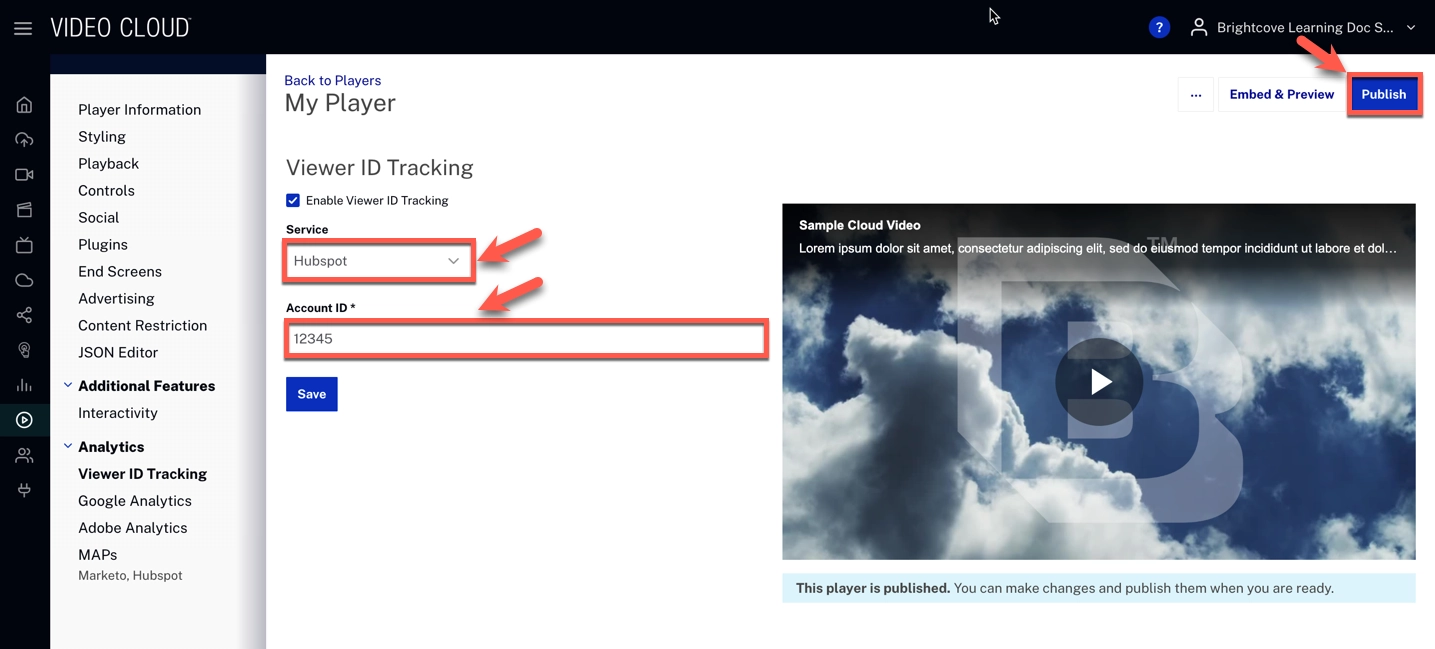 VIDEO CLOUD
?
Brightcove Learning Doc S...
Player Information
Styling
Playback
Controls
Social
Plugins
End Screens
Advertising
Content Restriction
JSON Editor
Additional Features
Interactivity
Analytics
Viewer ID Tracking
Google Analytics
Adobe Analytics
MAPs
Marketo, Hubspot
Back to Players
My Player
...
Embed & Preview
Publish
Viewer ID Tracking
Enable Viewer ID Tracking
Service
Hubspot
Account ID *
12345
Save
Sample Cloud Video
Lorem ipsum dolor sit amet, consectetur adipiscing elit, sed do eiusmod tempor incididunt ut labore et dol...
TM
B
This player is published. You can make changes and publish them when you are ready.